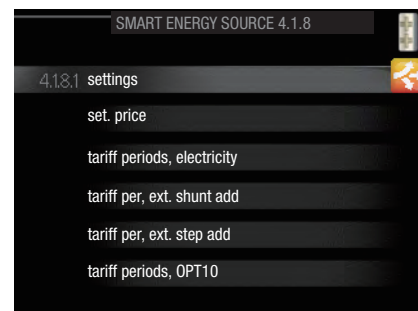 SMART ENERGY SOURCE 4.1.8
4.1.8.1 settings
set. price
tariff periods, electricity
tariff per, ext. shunt add
tariff per, ext. step add
tariff periods, OPT10